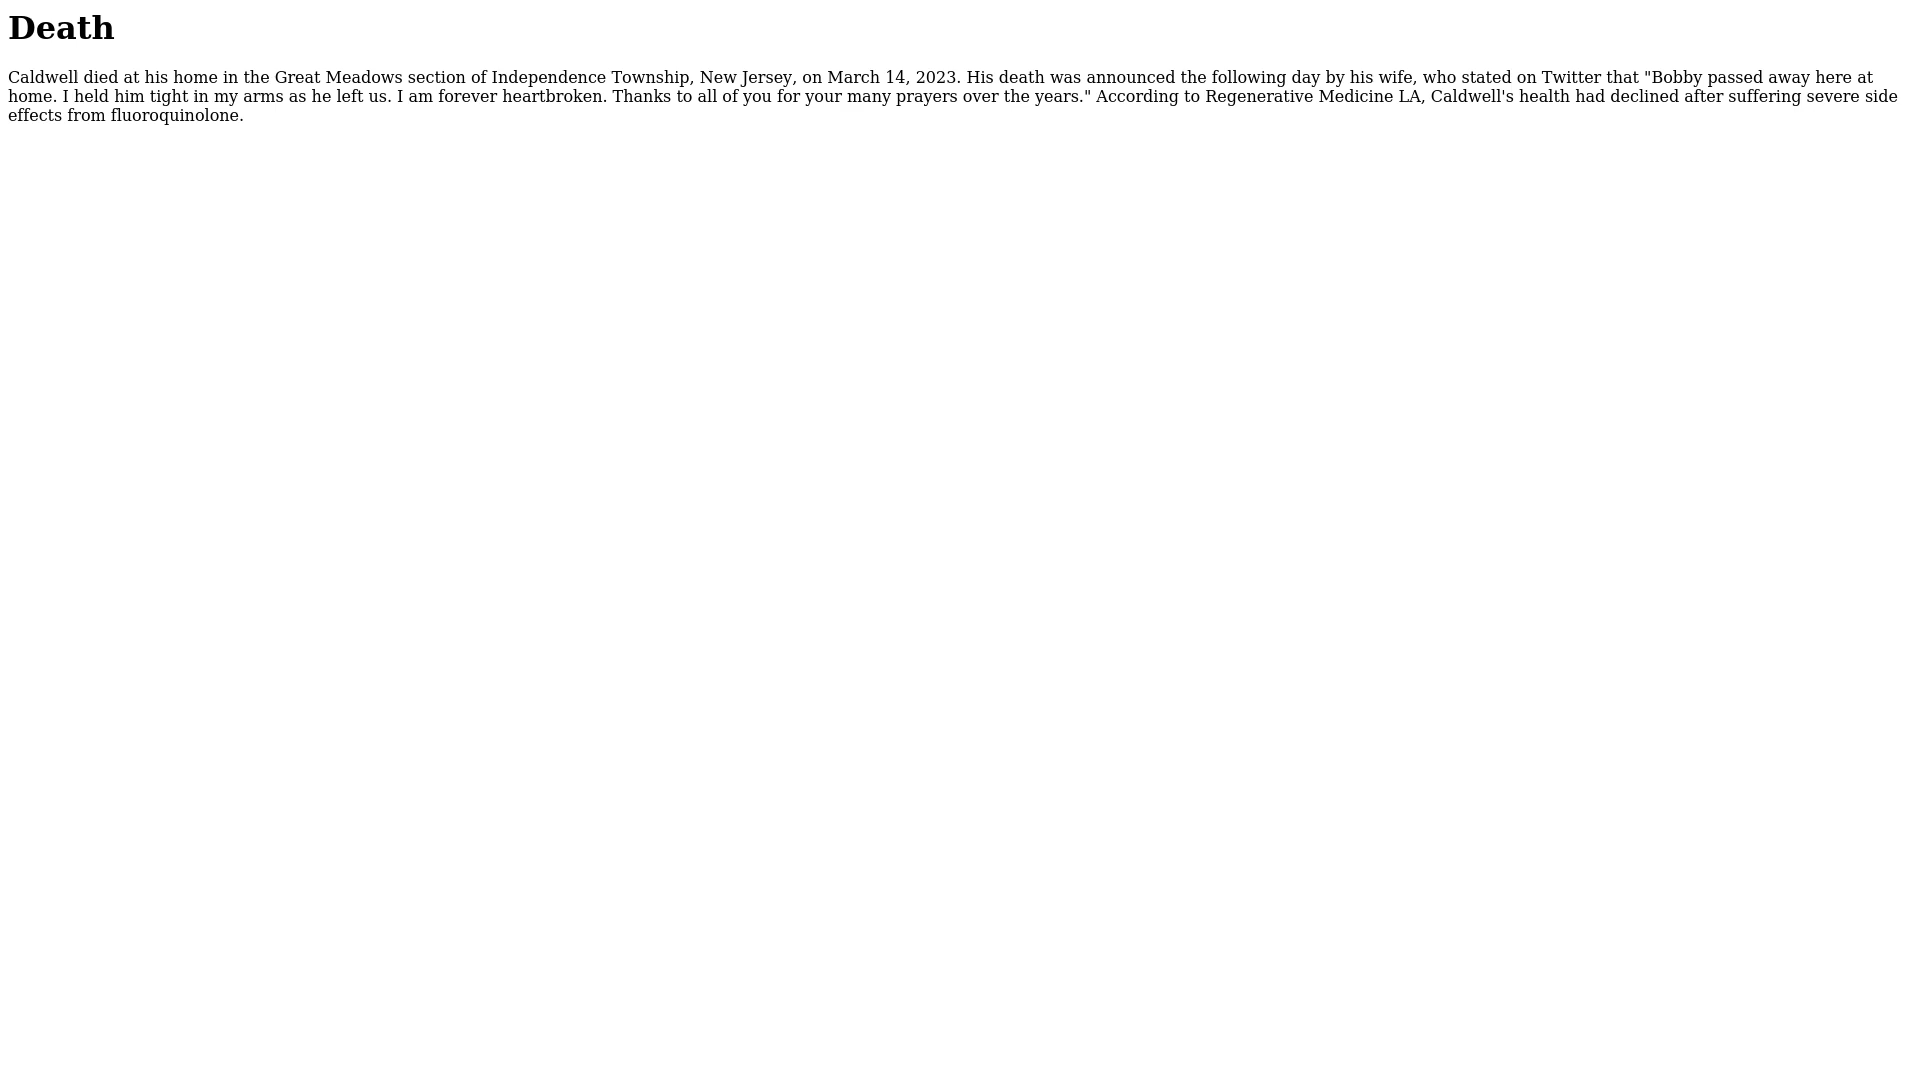 Death
Caldwell died at his home in the Great Meadows section of Independence Township, New Jersey, on March 14, 2023. His death was announced the following day by his wife, who stated on Twitter that "Bobby passed away here at
home. I held him tight in my arms as he left us. I am forever heartbroken. Thanks to all of you for your many prayers over the years." According to Regenerative Medicine LA, Caldwell's health had declined after suffering severe side
effects from fluoroquinolone.